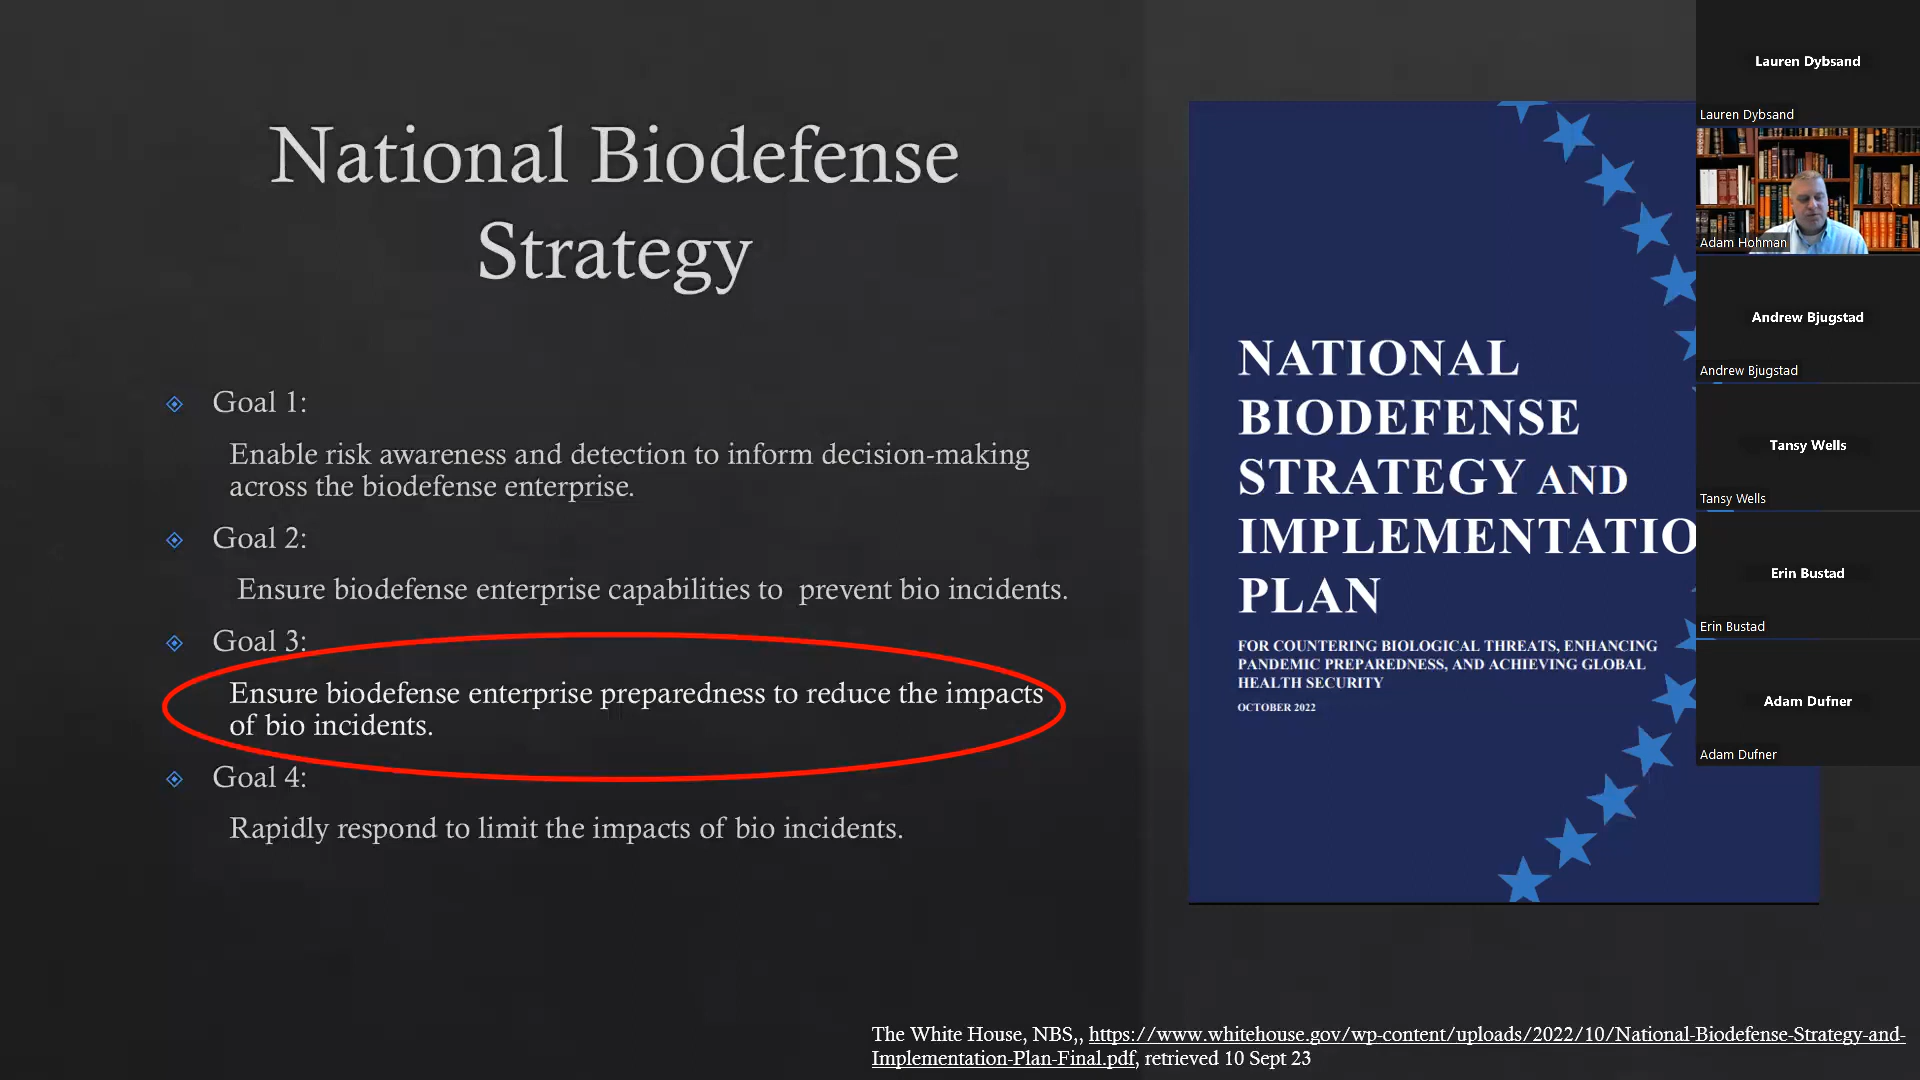 National Biodefense
Strategy
Goal 1:
Enable risk awareness and detection to inform decision-making
across the biodefense enterprise.
Goal 2:
Ensure biodefense enterprise capabilities to  prevent bio incidents.
Goal 3:
Ensure biodefense enterprise preparedness to reduce the impacts
of bio incidents.
Goal 4:
Rapidly respond to limit the impacts of bio incidents.
NATIONAL
BIODEFENSE
STRATEGY AND
IMPLEMENTATIO
PLAN
FOR COUNTERING BIOLOGICAL THREATS, ENHANCING
PANDEMIC PREPAREDNESS, AND ACHIEVING GLOBAL
HEALTH SECURITY
OCTOBER 2022
The White House, NBS,, https://www.whitehouse.gov/wp-content/uploads/2022/10/National-Biodefense-Strategy-and-
Implementation-Plan-Final.pdf, retrieved 10 Sept 23
Lauren Dybsand
Lauren Dybsand
Adam Hohman
Andrew Bjugstad
Andrew Bjugstad
Tansy Wells
Tansy Wells
Erin Bustad
Erin Bustad
Adam Dufner
Adam Dufner